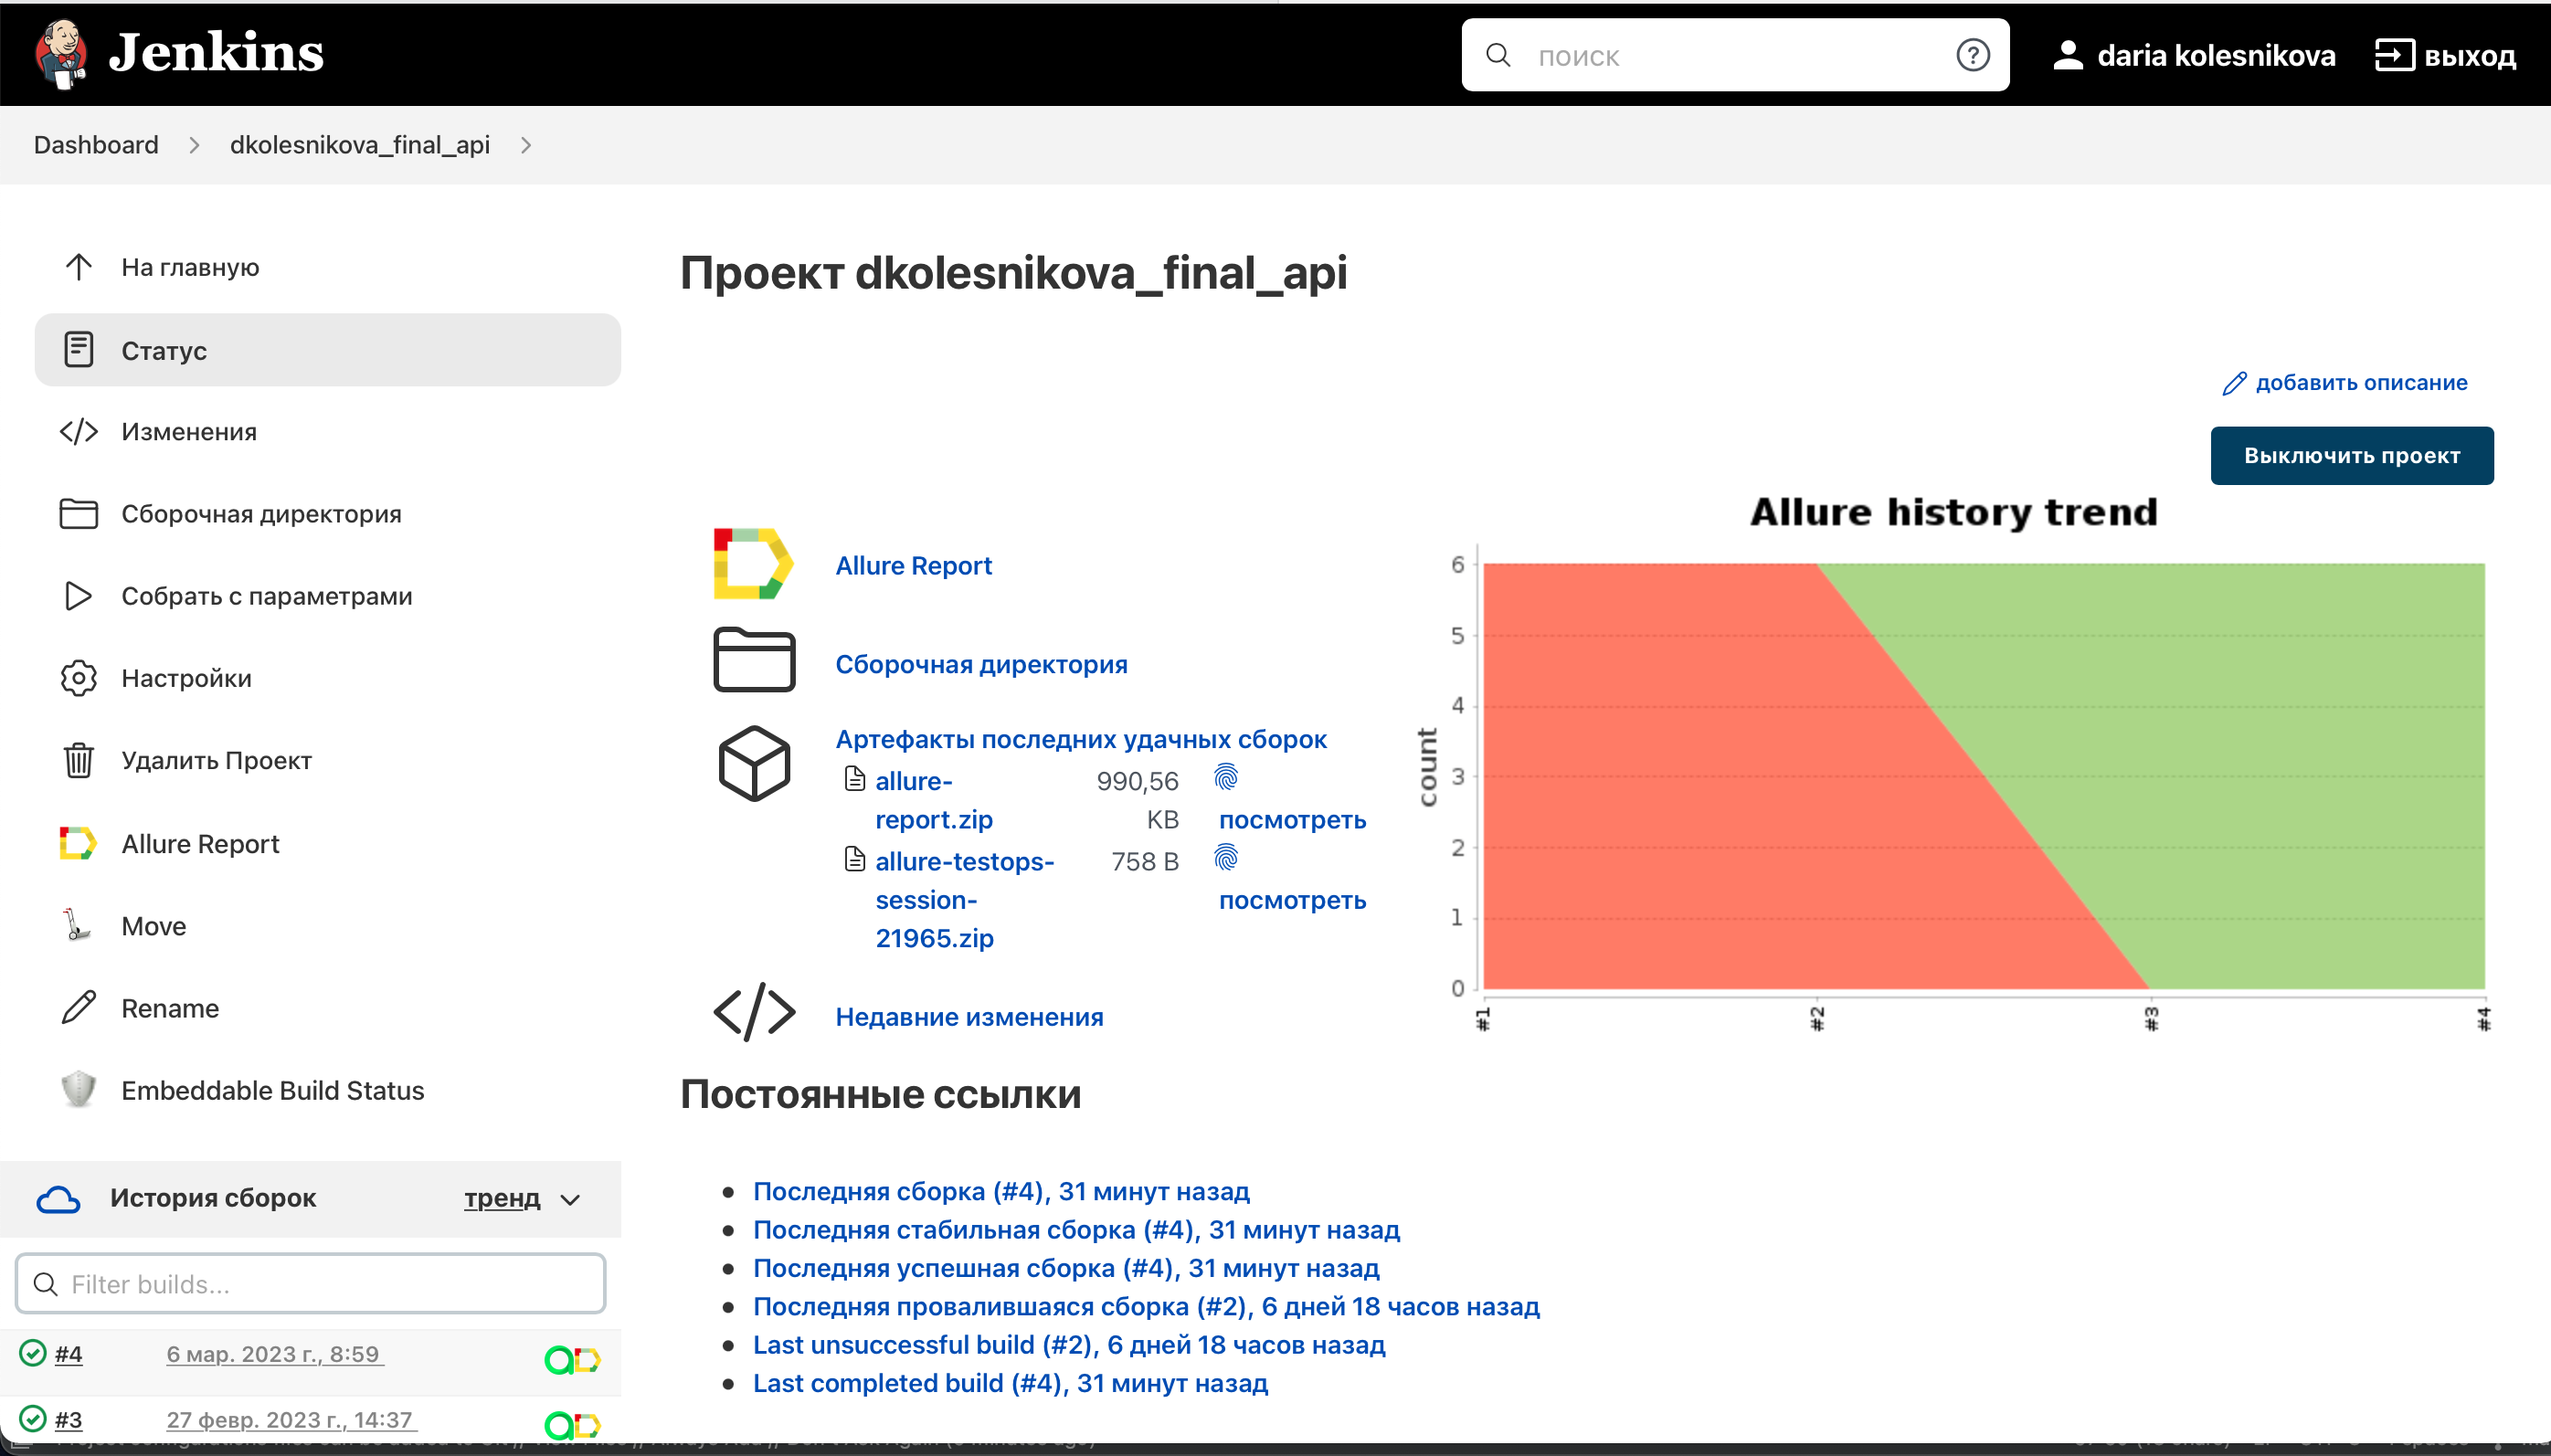 Jenkins
поиск
daria kolesnikova
выход
Dashboard
dkolesnikova_final_api
На главную
Статус
Изменения
Сборочная директория
Собрать с параметрами
Настройки
Удалить Проект
Allure Report
Move
Rename
Embeddable Build Status
История сборок
тренд
Filter builds...
#4
6 мар. 2023 г., 8:59
#3
27 февр. 2023 г., 14:37
Проект dkolesnikova_final_api
добавить описание
Выключить проект
Allure Report
Сборочная директория
Артефакты последних удачных сборок
allure-
report.zip
990,56
KB
посмотреть
allure-testops-
session-
21965.zip
758 B
посмотреть
Недавние изменения
Allure history trend
count
6
5
4
3
2
1
0
#1
#2
#3
#4
Постоянные ссылки
Последняя сборка (#4), 31 минут назад
Последняя стабильная сборка (#4), 31 минут назад
Последняя успешная сборка (#4), 31 минут назад
Последняя провалившаяся сборка (#2), 6 дней 18 часов назад
Last unsuccessful build (#2), 6 дней 18 часов назад
Last completed build (#4), 31 минут назад